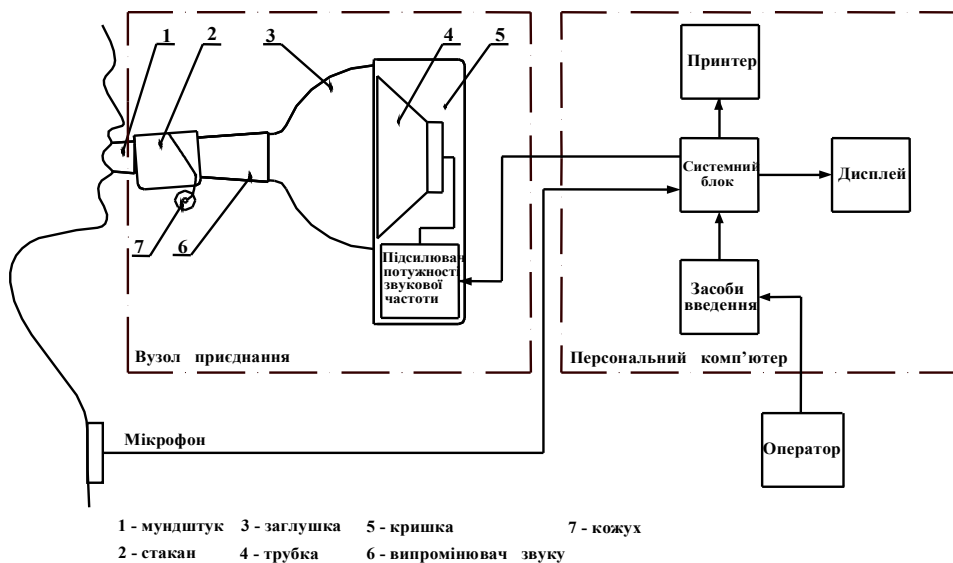 1
2
3
4
5
7
6
Підсилювач
потужності
звукової
частоти
Вузол приєднання
Мікрофон
Принтер
Системний
блок
Дисплей
Засоби
введення
Персональний комп’ютер
Оператор
1 - мундштук 3 - заглушка 5 - кришка 7 - кожух
2 - стакан 4 - трубка 6 - випромінювач звуку